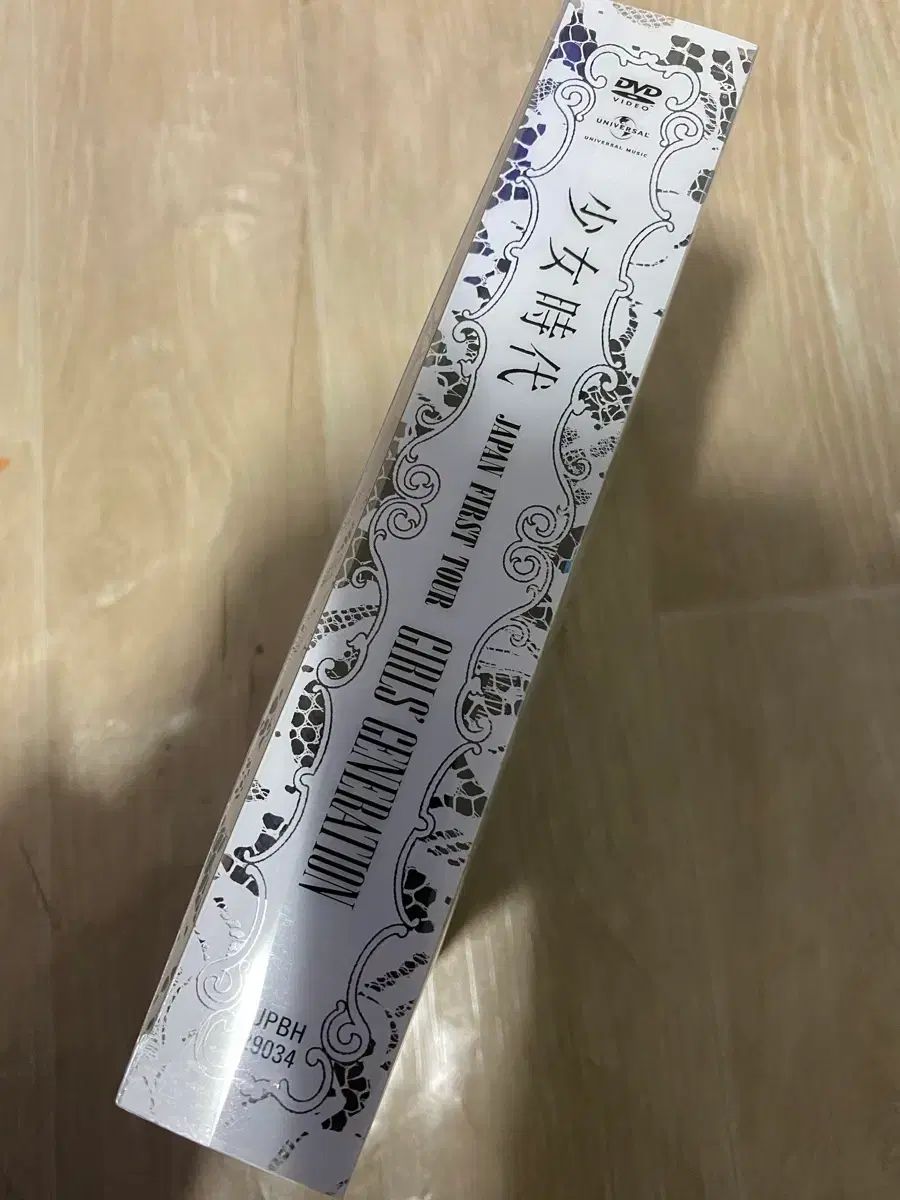 DVD
VIDEO
UNIVERSAL
UNIVERSAL MUSIC
少女時代
JAPAN FIRST TOUR
GIRLS' GENERATION
UPBH
29034